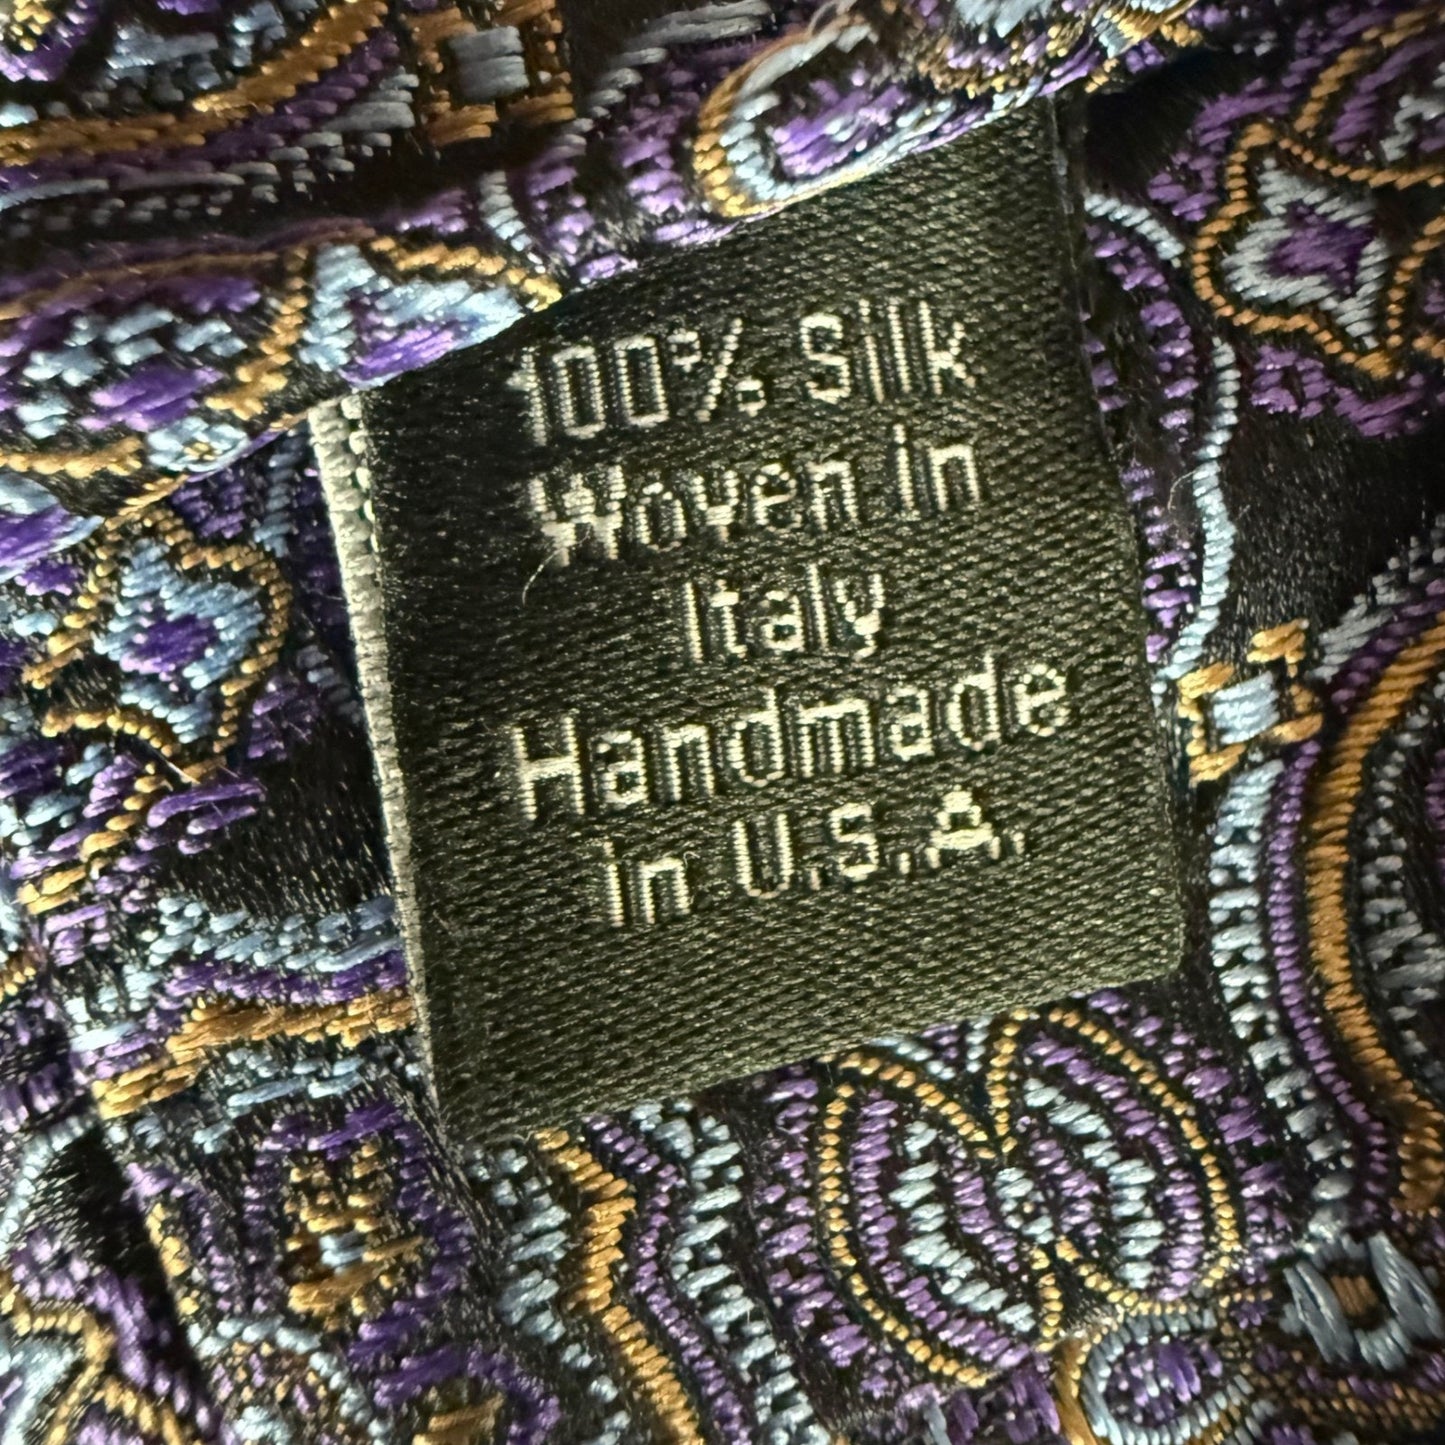 100% Silk
Woven in
Italy
Handmade
in U.S.A.